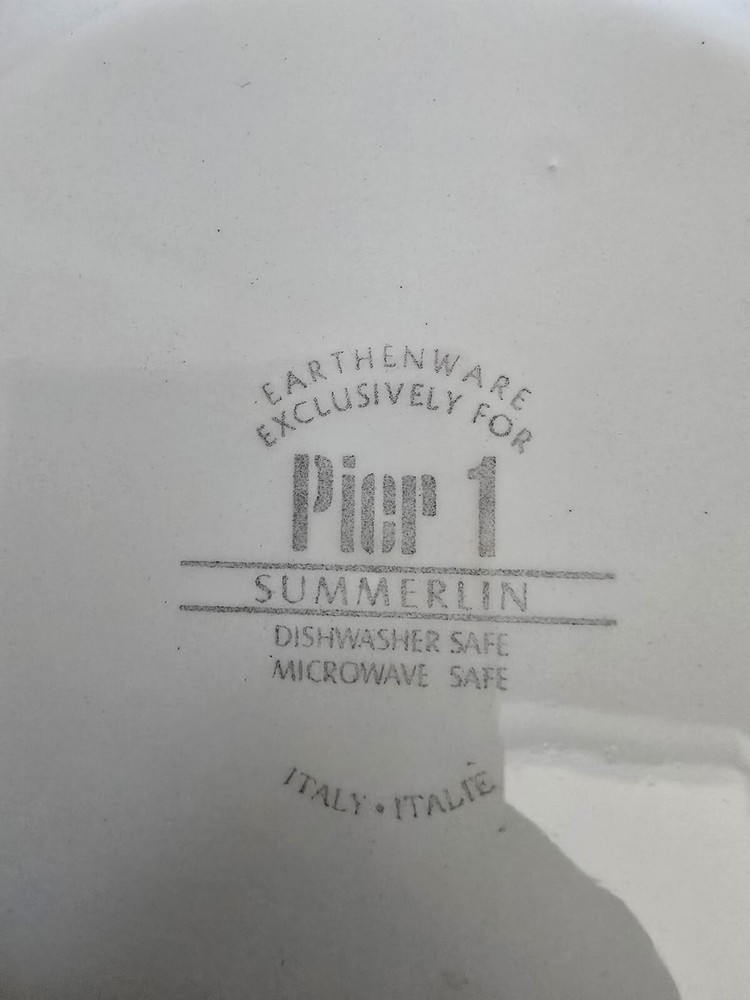 EARTHENWARE
EXCLUSIVELY FOR
Pier 1
SUMMERLIN
DISHWASHER SAFE
MICROWAVE SAFE
ITALY • ITALIE